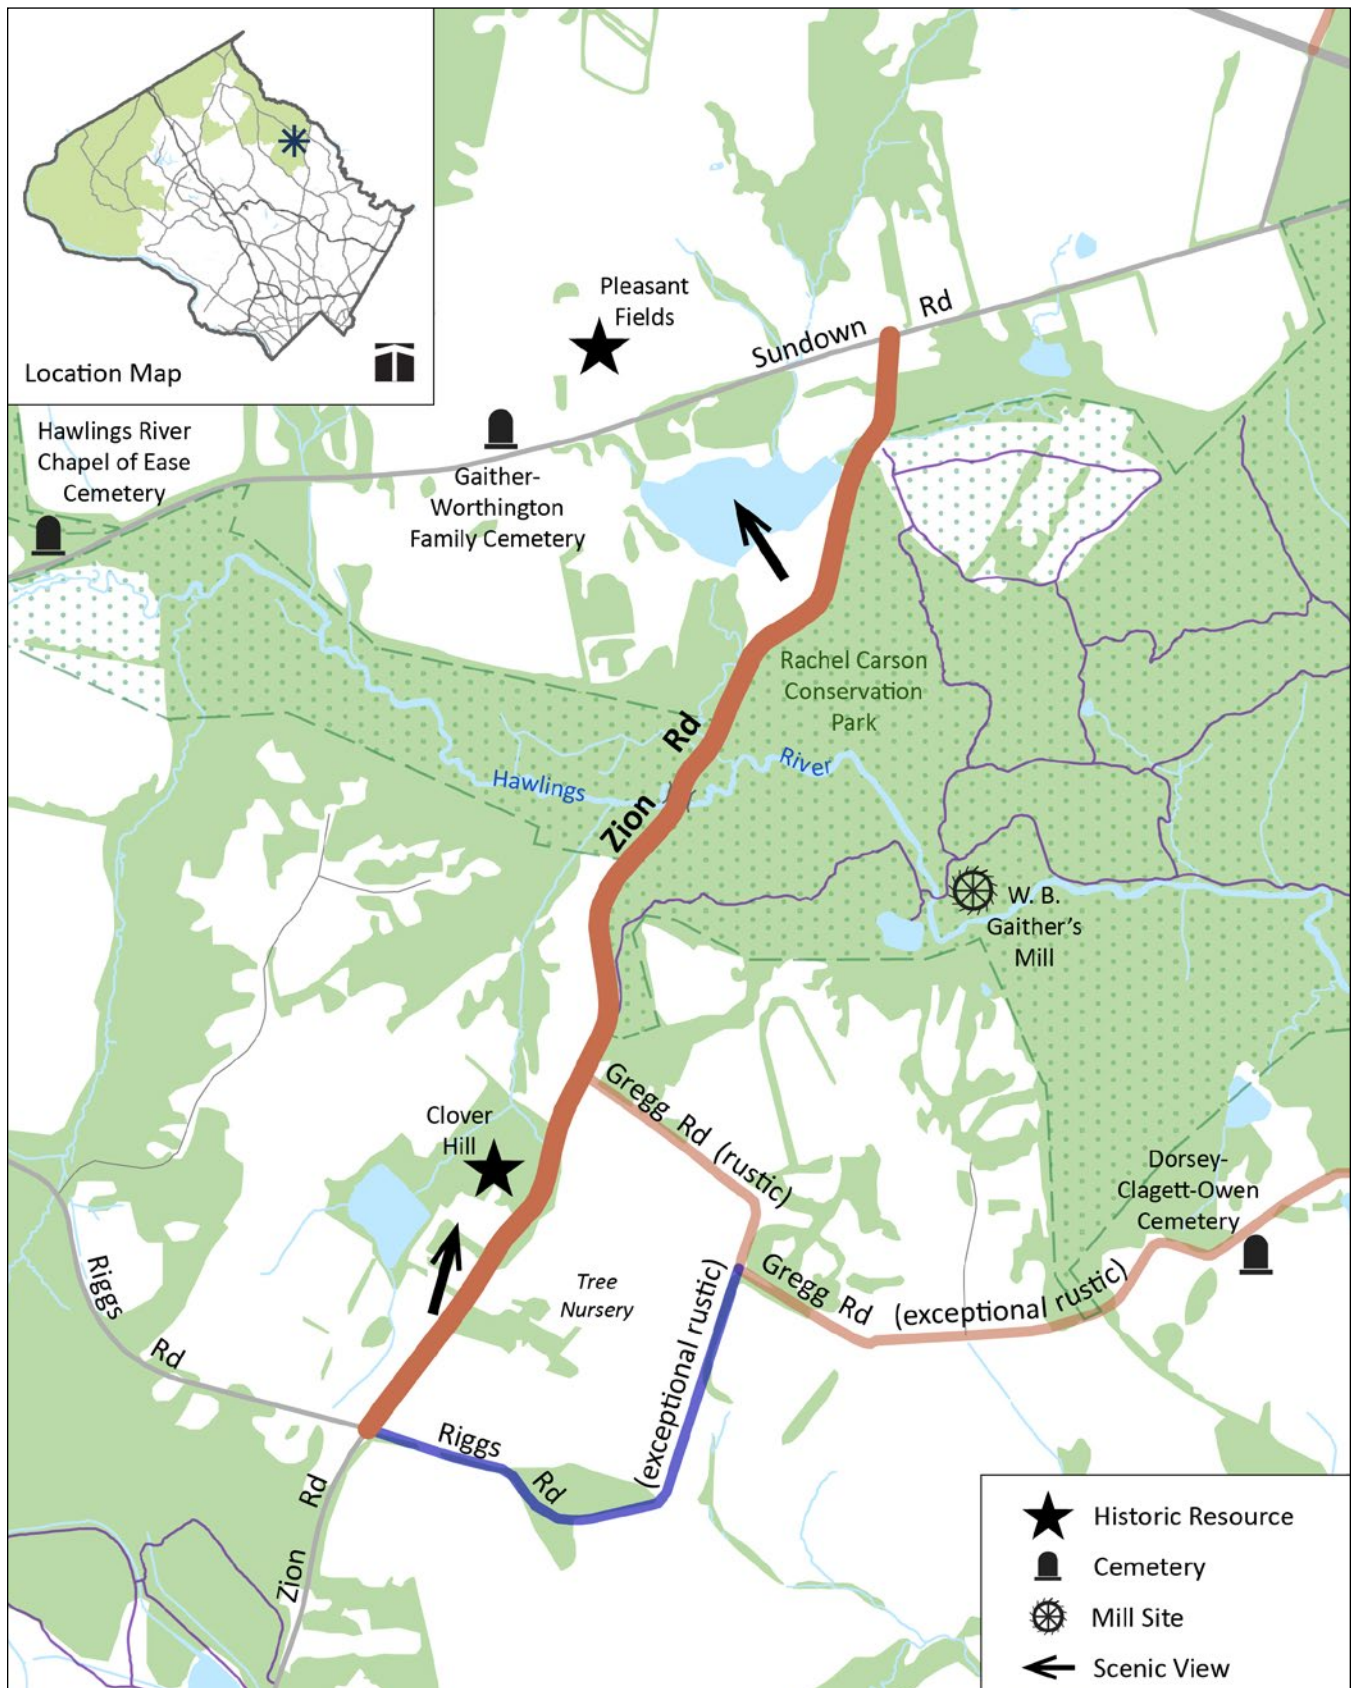 Location Map
Pleasant
Fields
Sundown Rd
Hawlings River
Chapel of Ease
Cemetery
Gaither-
Worthington
Family Cemetery
Rachel Carson
Conservation
Park
Zion Rd
Hawlings River
W. B.
Gaither's
Mill
Gregg Rd (rustic)
Clover
Hill
Dorsey-
Clagett-Owen
Cemetery
Tree
Nursery
Gregg Rd (exceptional rustic)
Riggs Rd
Riggs Rd (exceptional rustic)
Zion Rd
Historic Resource
Cemetery
Mill Site
Scenic View